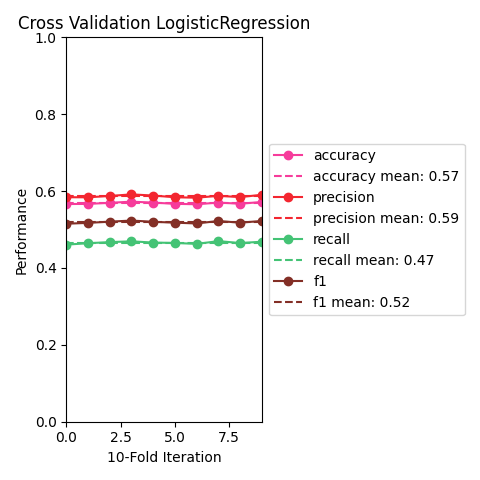 Cross Validation LogisticRegression
1.0
0.8
0.6
0.4
0.2
0.0
Performance
0.0 2.5 5.0 7.5
10-Fold Iteration
accuracy
accuracy mean: 0.57
precision
precision mean: 0.59
recall
recall mean: 0.47
f1
f1 mean: 0.52